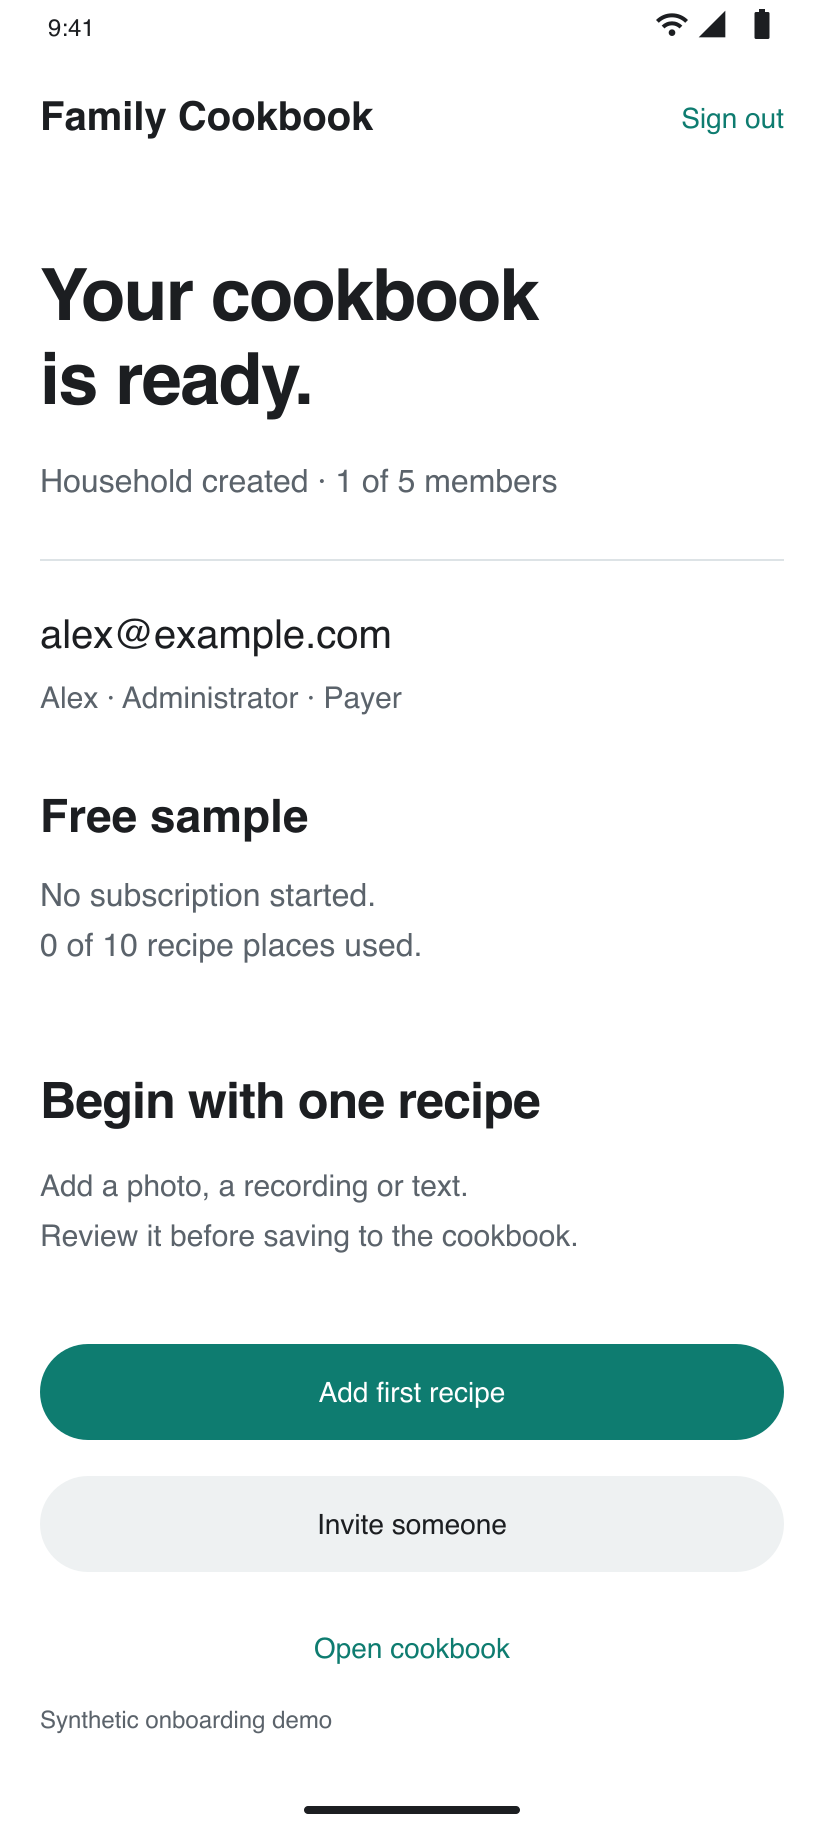 9:41
Family Cookbook
Sign out
Your cookbook
is ready.
Household created · 1 of 5 members
alex@example.com
Alex · Administrator · Payer
Free sample
No subscription started.
0 of 10 recipe places used.
Begin with one recipe
Add a photo, a recording or text.
Review it before saving to the cookbook.
Add first recipe
Invite someone
Open cookbook
Synthetic onboarding demo